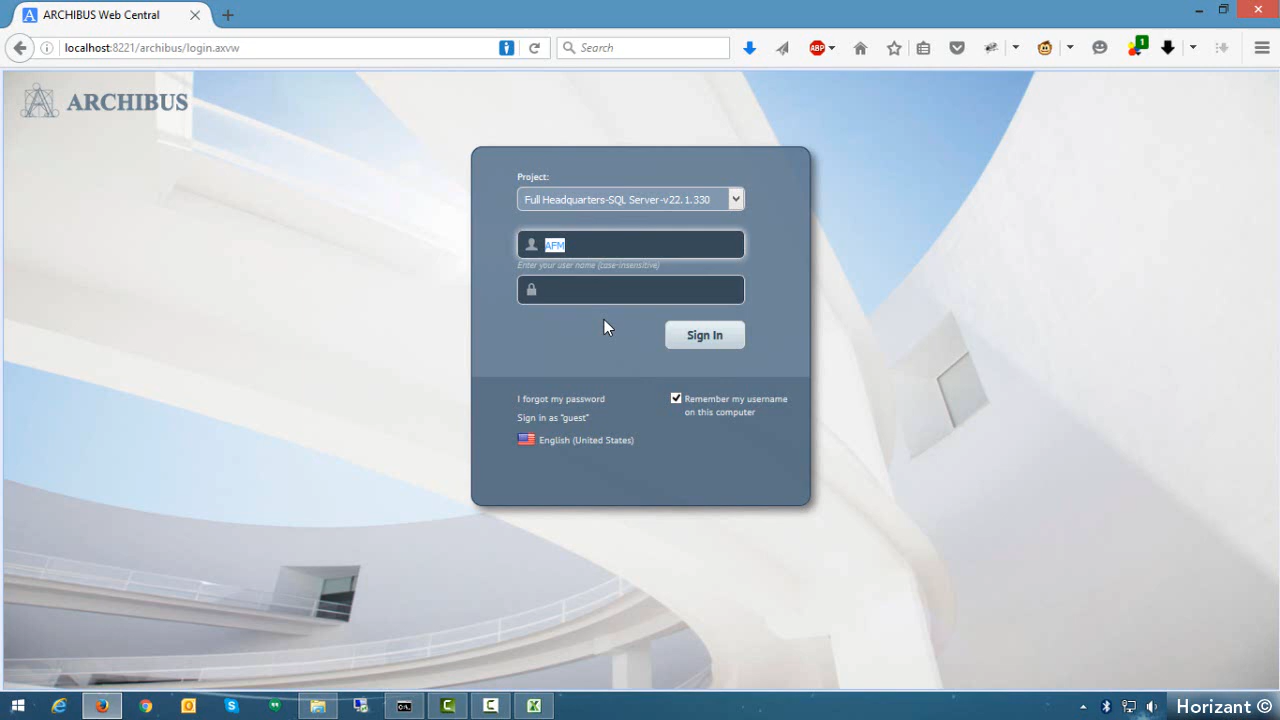 ARCHIBUS Web Central
localhost:8221/archibus/login.axvw
Search
ABP
1
ARCHIBUS
Project:
Full Headquarters-SQL Server-v22.1.330
AFM
Enter your user name (case-insensitive)
Sign In
I forgot my password
Remember my username
on this computer
Sign in as "guest"
English (United States)
Horizant ©